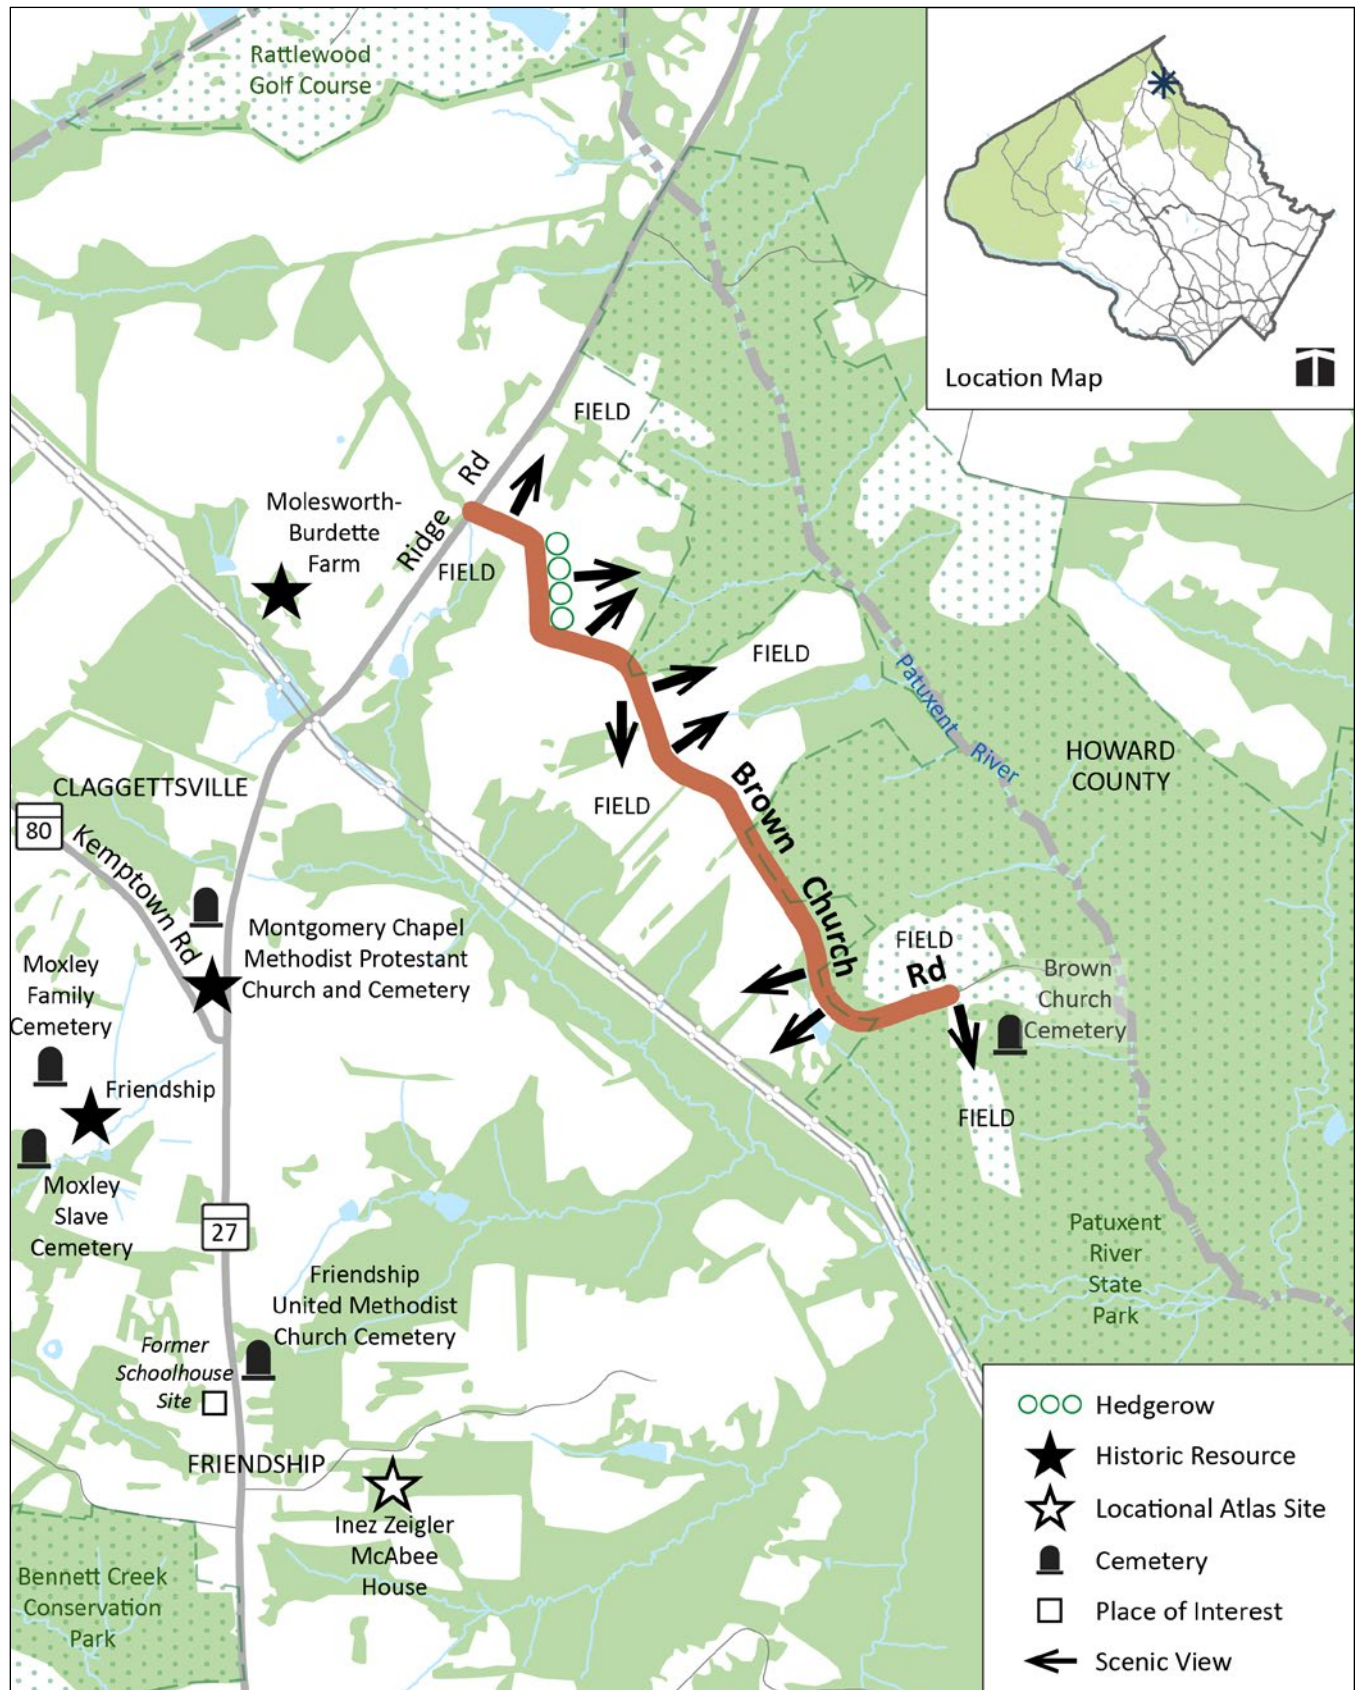 Rattlewood
Golf Course
Location Map
FIELD
Ridge Rd
Molesworth-
Burdette
Farm
FIELD
FIELD
Patuxent River
HOWARD
COUNTY
CLAGGETTSVILLE
FIELD
80
Kemptown Rd
Brown Church Rd
Montgomery Chapel
Methodist Protestant
Church and Cemetery
FIELD
Moxley
Family
Cemetery
Brown
Church
Cemetery
Friendship
FIELD
Moxley
Slave
Cemetery
27
Patuxent
River
State
Park
Friendship
United Methodist
Church Cemetery
Former
Schoolhouse
Site
FRIENDSHIP
Inez Zeigler
McAbee
House
Bennett Creek
Conservation
Park
Hedgerow
Historic Resource
Locational Atlas Site
Cemetery
Place of Interest
Scenic View